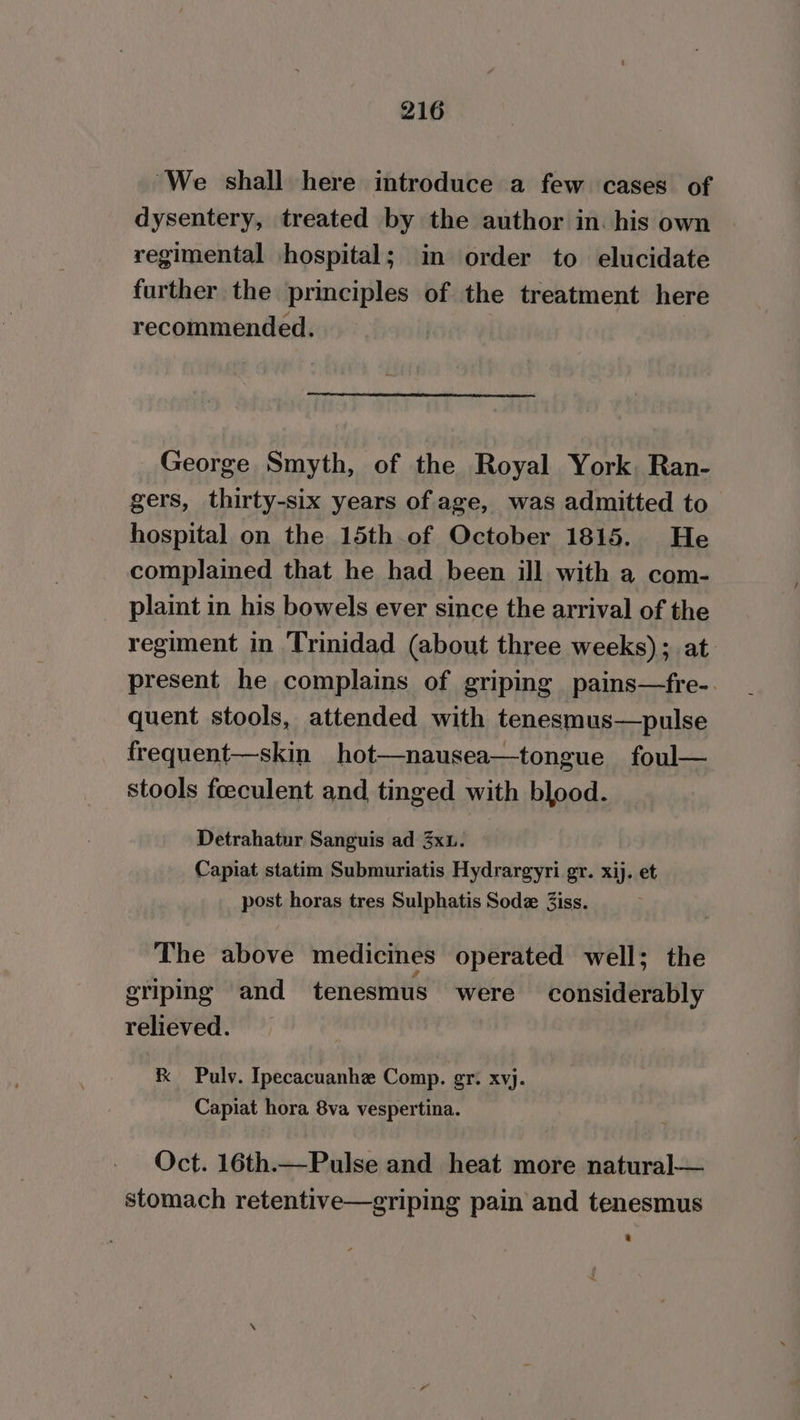 216
We shall here introduce a few cases of
dysentery, treated by the author in his own
regimental hospital; in order to elucidate
further the principles of the treatment here
recommended.
George Smyth, of the Royal York Ran-
gers, thirty-six years of age, was admitted to
hospital on the 15th of October 1815. He
complained that he had been ill with a com-
plaint in his bowels ever since the arrival of the
regiment in Trinidad (about three weeks); at
present he complains of griping pains—fre-
quent stools, attended with tenesmus—pulse
frequent—skin hot—nausea—tongue foul—
stools fœculent and tinged with blood.
Detrahatur Sanguis ad ℥xl.
Capiat statim Submuriatis Hydrargyri gr. xij. et
post horas tres Sulphatis Sodæ ℥iss.
The above medicines operated well; the
griping and tenesmus were considerably
relieved.
℞ Pulv. Ipecacuanhæ Comp. gr. xvj.
Capiat hora 8va vespertina.
Oct. 16th.—Pulse and heat more natural—
stomach retentive—griping pain and tenesmus